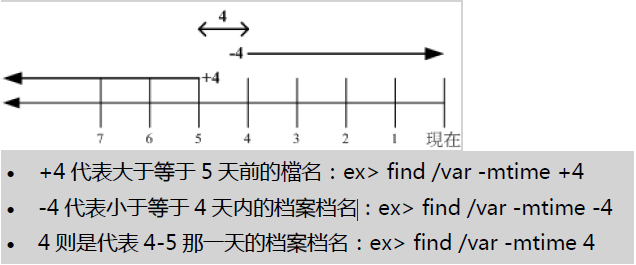 4
-4
+4
7 6 5 4 3 2 1 現在
• +4 代表大于等于 5 天前的檔名：ex> find /var -mtime +4
• -4 代表小于等于 4 天内的档案档名：ex> find /var -mtime -4
• 4 则是代表 4-5 那一天的档案档名：ex> find /var -mtime 4